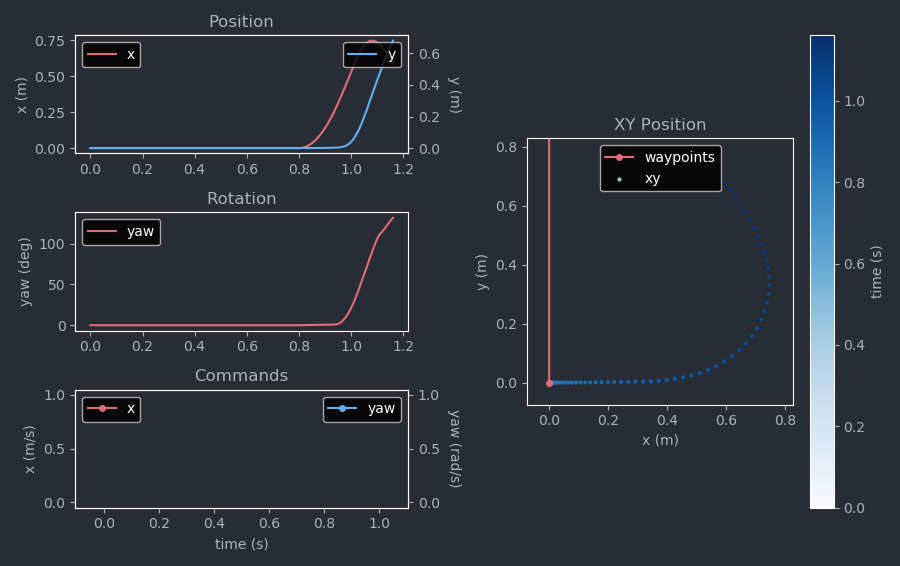 Position
x
y
0.75
0.50
0.25
0.00
x (m)
0.6
0.4
0.2
0.0
y (m)
0.0 0.2 0.4 0.6 0.8 1.0 1.2
Rotation
yaw
100
50
0
yaw (deg)
0.0 0.2 0.4 0.6 0.8 1.0 1.2
Commands
x
yaw
1.0
0.5
0.0
x (m/s)
1.0
0.5
0.0
yaw (rad/s)
0.0 0.2 0.4 0.6 0.8 1.0
time (s)
XY Position
waypoints
xy
0.8
0.6
0.4
0.2
0.0
y (m)
0.0 0.2 0.4 0.6 0.8
x (m)
1.0
0.8
0.6
0.4
0.2
0.0
time (s)